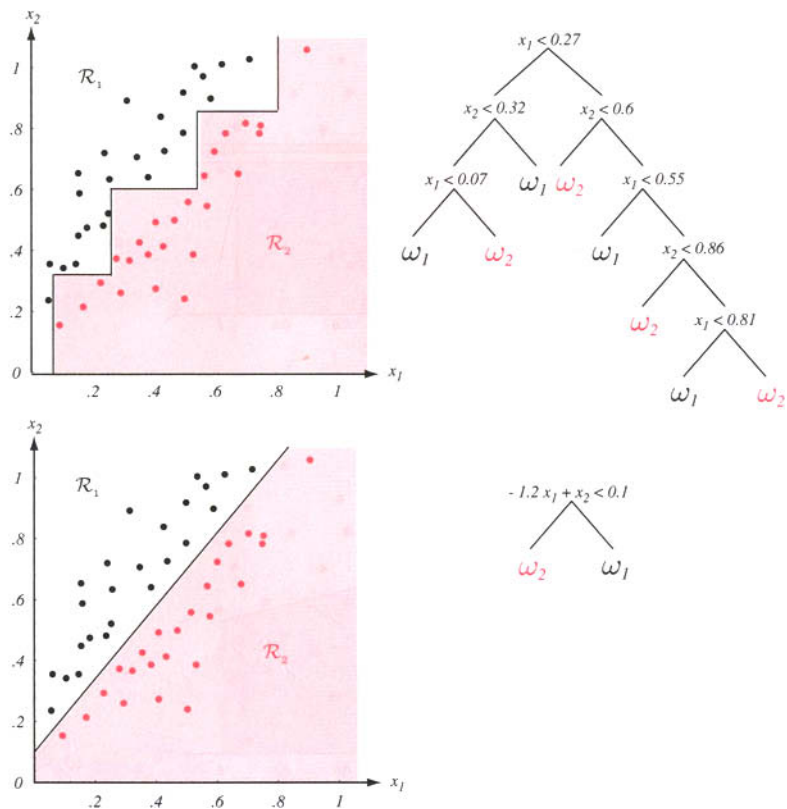 x2
1
.8
.6
.4
.2
0
R1
R2
.2 .4 .6 .8 1 x1
x1 < 0.27
x2 < 0.32 x2 < 0.6
x1 < 0.07 ω1 ω2 x1 < 0.55
ω1 ω2 ω1 x2 < 0.86
ω2 x1 < 0.81
ω1 ω2
x2
1
.8
.6
.4
.2
0
R1
R2
.2 .4 .6 .8 1 x1
- 1.2 x1 + x2 < 0.1
ω2 ω1